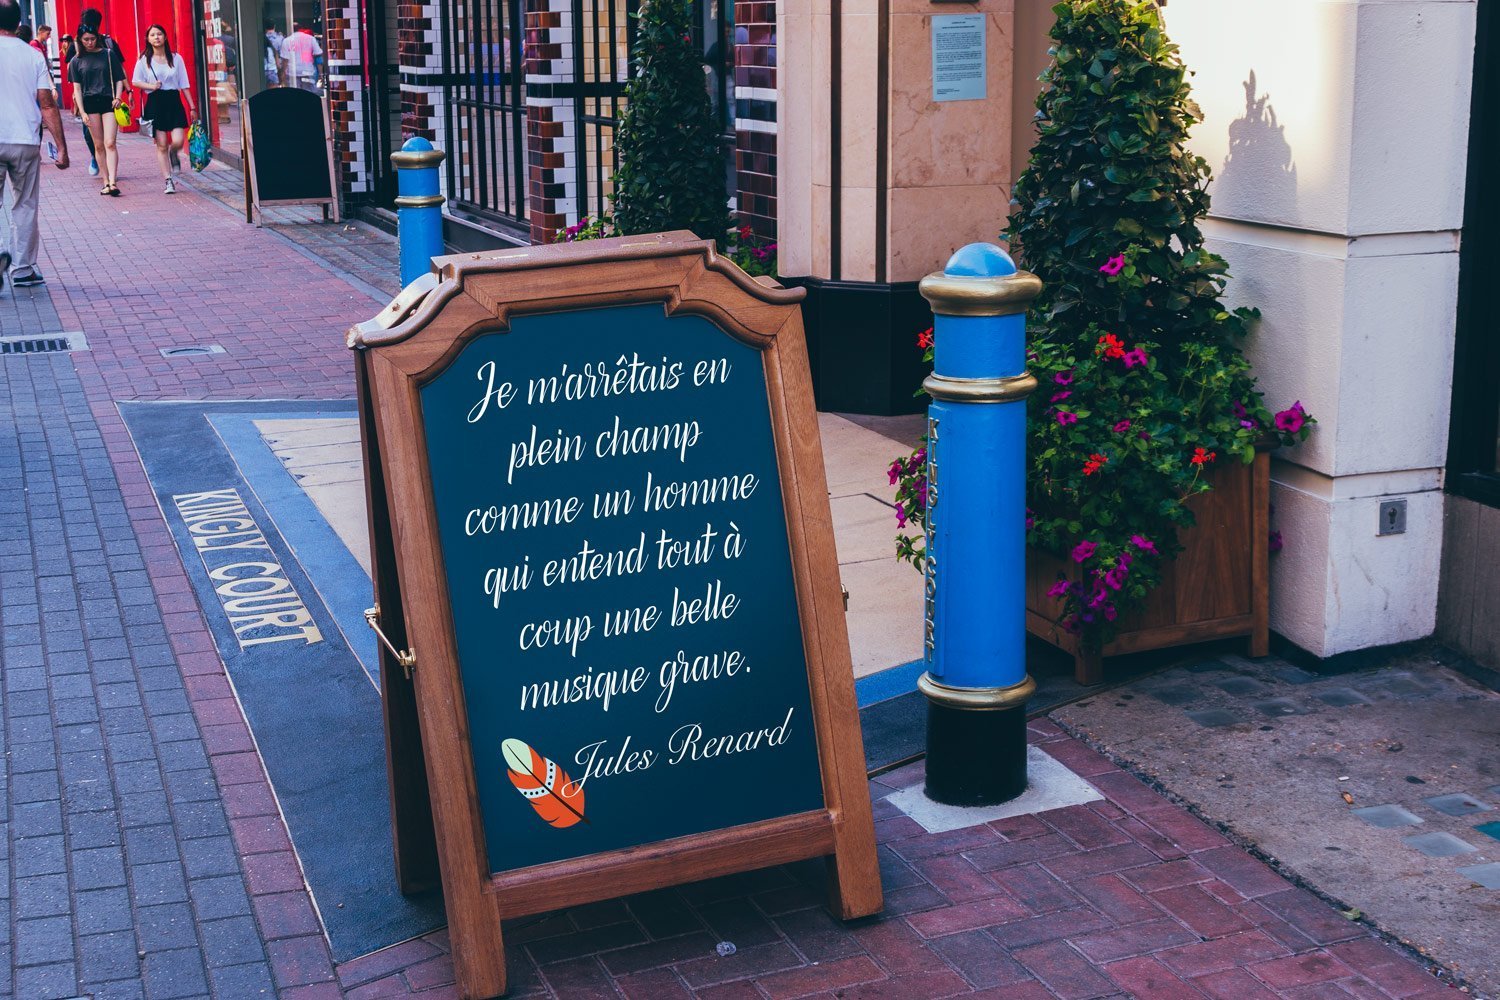 Je m'arrêtais en
plein champ
comme un homme
qui entend tout à
coup une belle
musique grave.
Jules Renard
KINGLY COURT
KINGLY COURT